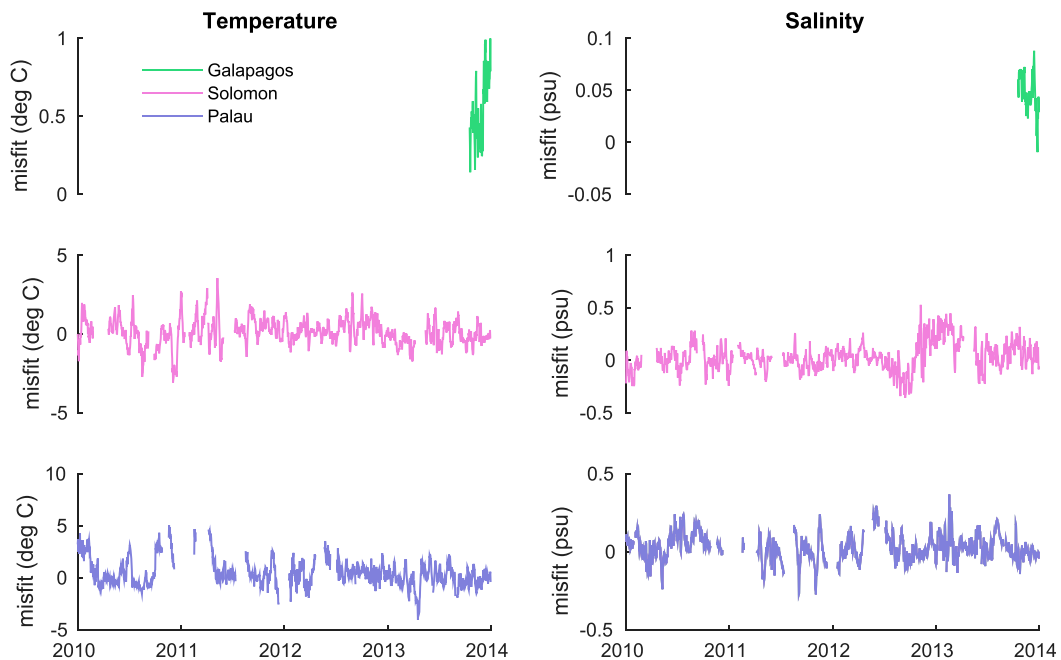 Temperature
Salinity
1
0.5
0
misfit (deg C)
Galapagos
Solomon
Palau
0.1
0.05
0
-0.05
misfit (psu)
5
0
-5
misfit (deg C)
1
0.5
0
-0.5
misfit (psu)
10
5
0
-5
misfit (deg C)
2010 2011 2012 2013 2014
0.5
0
-0.5
misfit (psu)
2010 2011 2012 2013 2014